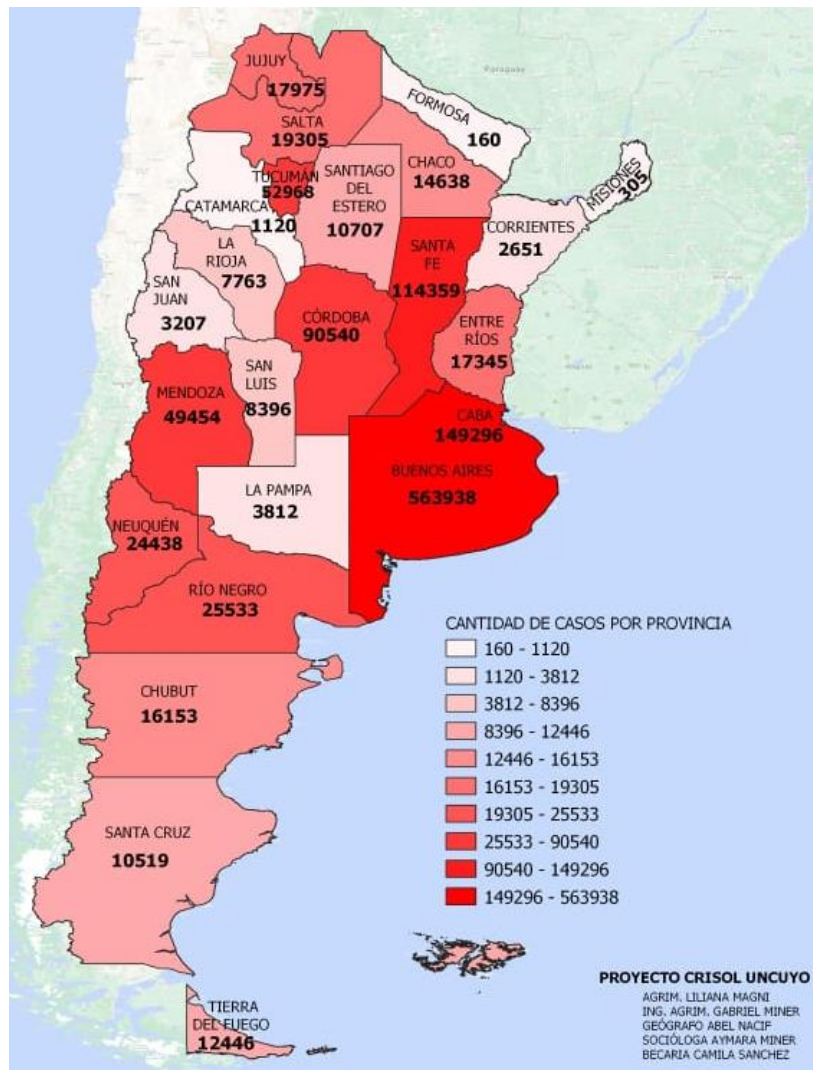 JUJUY
17975
Paraguay
SALTA
19305
FORMOSA
160
CHACO
14638
MISIONES
305
TUCUMÁN
52968
SANTIAGO
DEL
ESTERO
10707
CATAMARCA
1120
CORRIENTES
2651
LA
RIOJA
7763
SANTA
FE
114359
SAN
JUAN
3207
CÓRDOBA
90540
ENTRE
RÍOS
17345
SAN
LUIS
8396
MENDOZA
49454
CABA
149296
BUENOS AIRES
563938
LA PAMPA
3812
NEUQUÉN
24438
RÍO NEGRO
25533
CHUBUT
16153
SANTA CRUZ
10519
TIERRA
DEL FUEGO
12446
CANTIDAD DE CASOS POR PROVINCIA
160 - 1120
1120 - 3812
3812 - 8396
8396 - 12446
12446 - 16153
16153 - 19305
19305 - 25533
25533 - 90540
90540 - 149296
149296 - 563938
PROYECTO CRISOL UNCUYO
AGRIM. LILIANA MAGNI
ING. AGRIM. GABRIEL MINER
GEÓGRAFO ABEL NACIF
SOCIÓLOGA AYMARA MINER
BECARIA CAMILA SANCHEZ